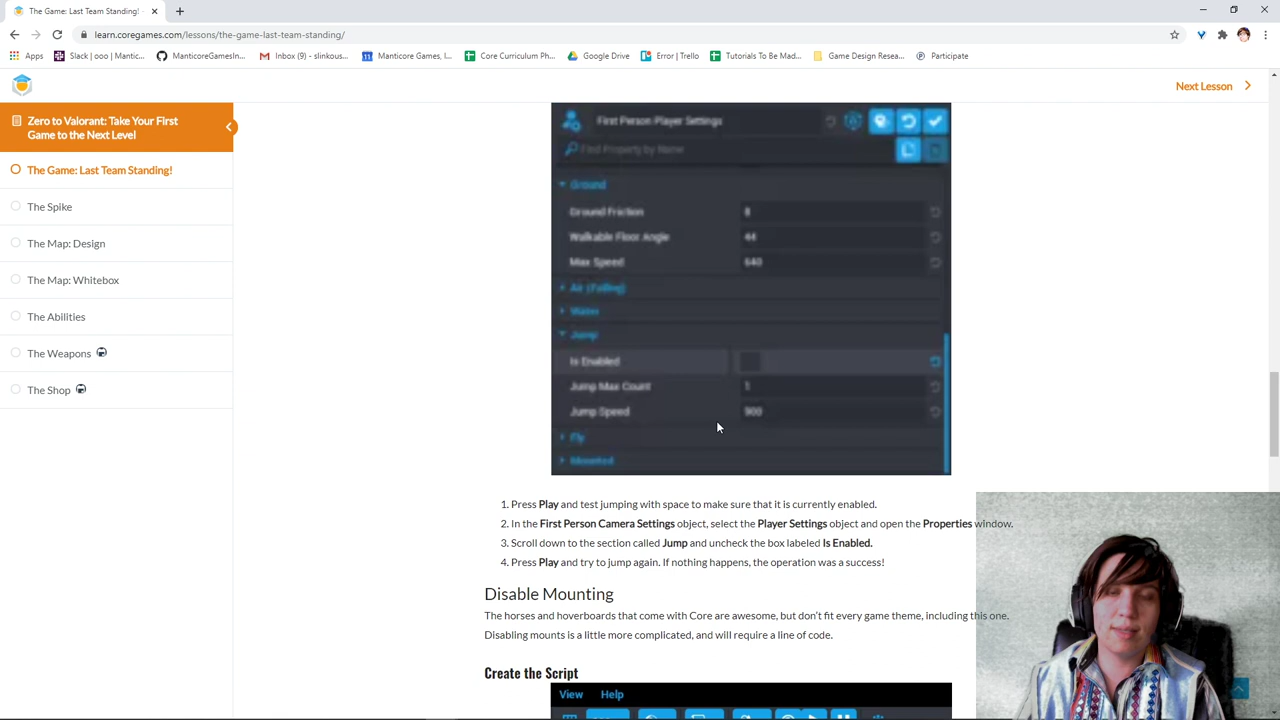 The Game: Last Team Standing!
learn.coregames.com/lessons/the-game-last-team-standing/
Apps
Slack | ooo | Mantic...
ManticoreGamesIn...
Inbox (9) - slinkous...
Manticore Games, I...
Core Curriculum Ph...
Google Drive
Error | Trello
Tutorials To Be Mad...
Game Design Resea...
Participate
Next Lesson
Zero to Valorant: Take Your First
Game to the Next Level
The Game: Last Team Standing!
The Spike
The Map: Design
The Map: Whitebox
The Abilities
The Weapons
The Shop
First Person Player Settings
Find Property by Name
Ground
Ground Friction 8
Walkable Floor Angle 44
Max Speed 640
Air (Falling)
Water
Jump
Is Enabled
Jump Max Count 1
Jump Speed 900
Fly
Mounted
1. Press Play and test jumping with space to make sure that it is currently enabled.
2. In the First Person Camera Settings object, select the Player Settings object and open the Properties window.
3. Scroll down to the section called Jump and uncheck the box labeled Is Enabled.
4. Press Play and try to jump again. If nothing happens, the operation was a success!
Disable Mounting
The horses and hoverboards that come with Core are awesome, but don't fit every game theme, including this one.
Disabling mounts is a little more complicated, and will require a line of code.
Create the Script
View Help